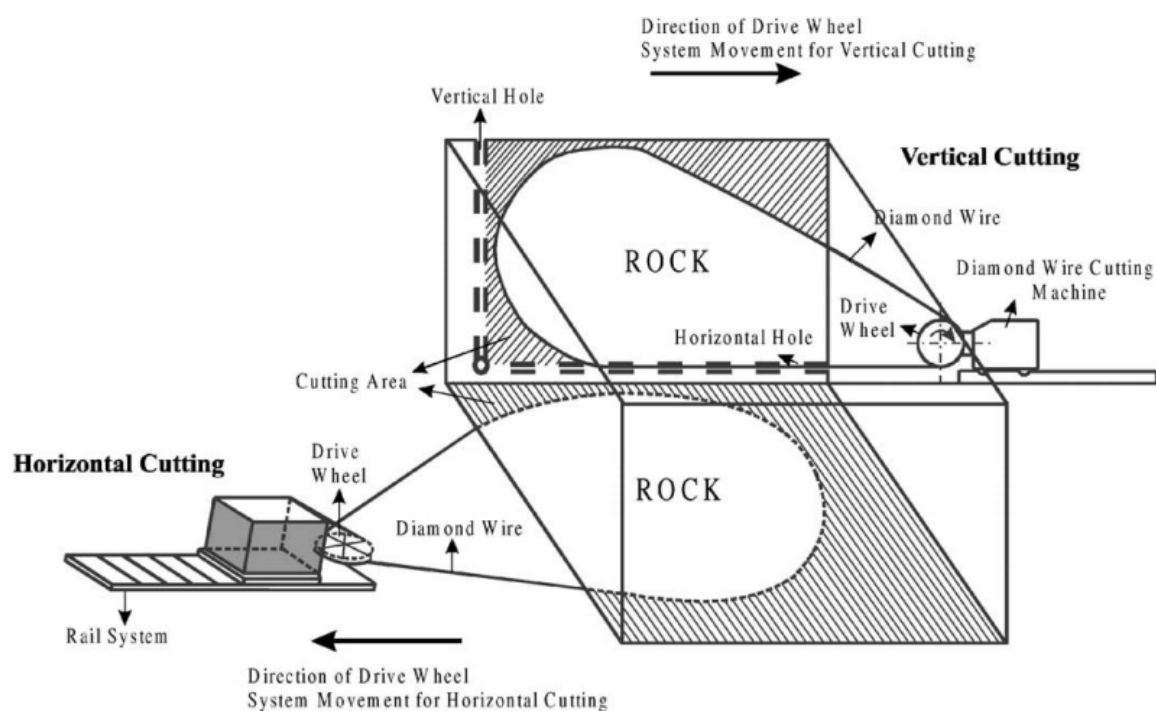 Direction of Drive Wheel
System Movement for Vertical Cutting
Vertical Hole
Vertical Cutting
Diamond Wire
ROCK
Diamond Wire Cutting
Machine
Drive
Wheel
Horizontal Hole
Cutting Area
Horizontal Cutting
Drive
Wheel
ROCK
Diamond Wire
Rail System
Direction of Drive Wheel
System Movement for Horizontal Cutting